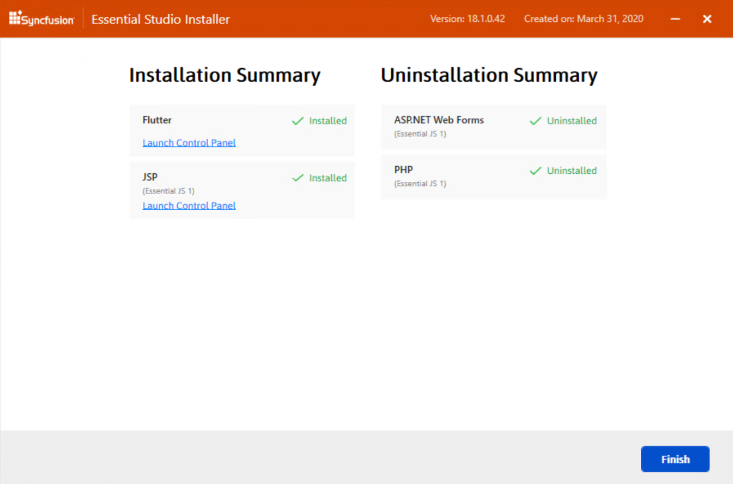 Syncfusion Essential Studio Installer Version: 18.1.0.42 Created on: March 31, 2020
Installation Summary
Flutter Installed
Launch Control Panel
JSP Installed
(Essential JS 1)
Launch Control Panel
Uninstallation Summary
ASP.NET Web Forms Uninstalled
(Essential JS 1)
PHP Uninstalled
(Essential JS 1)
Finish